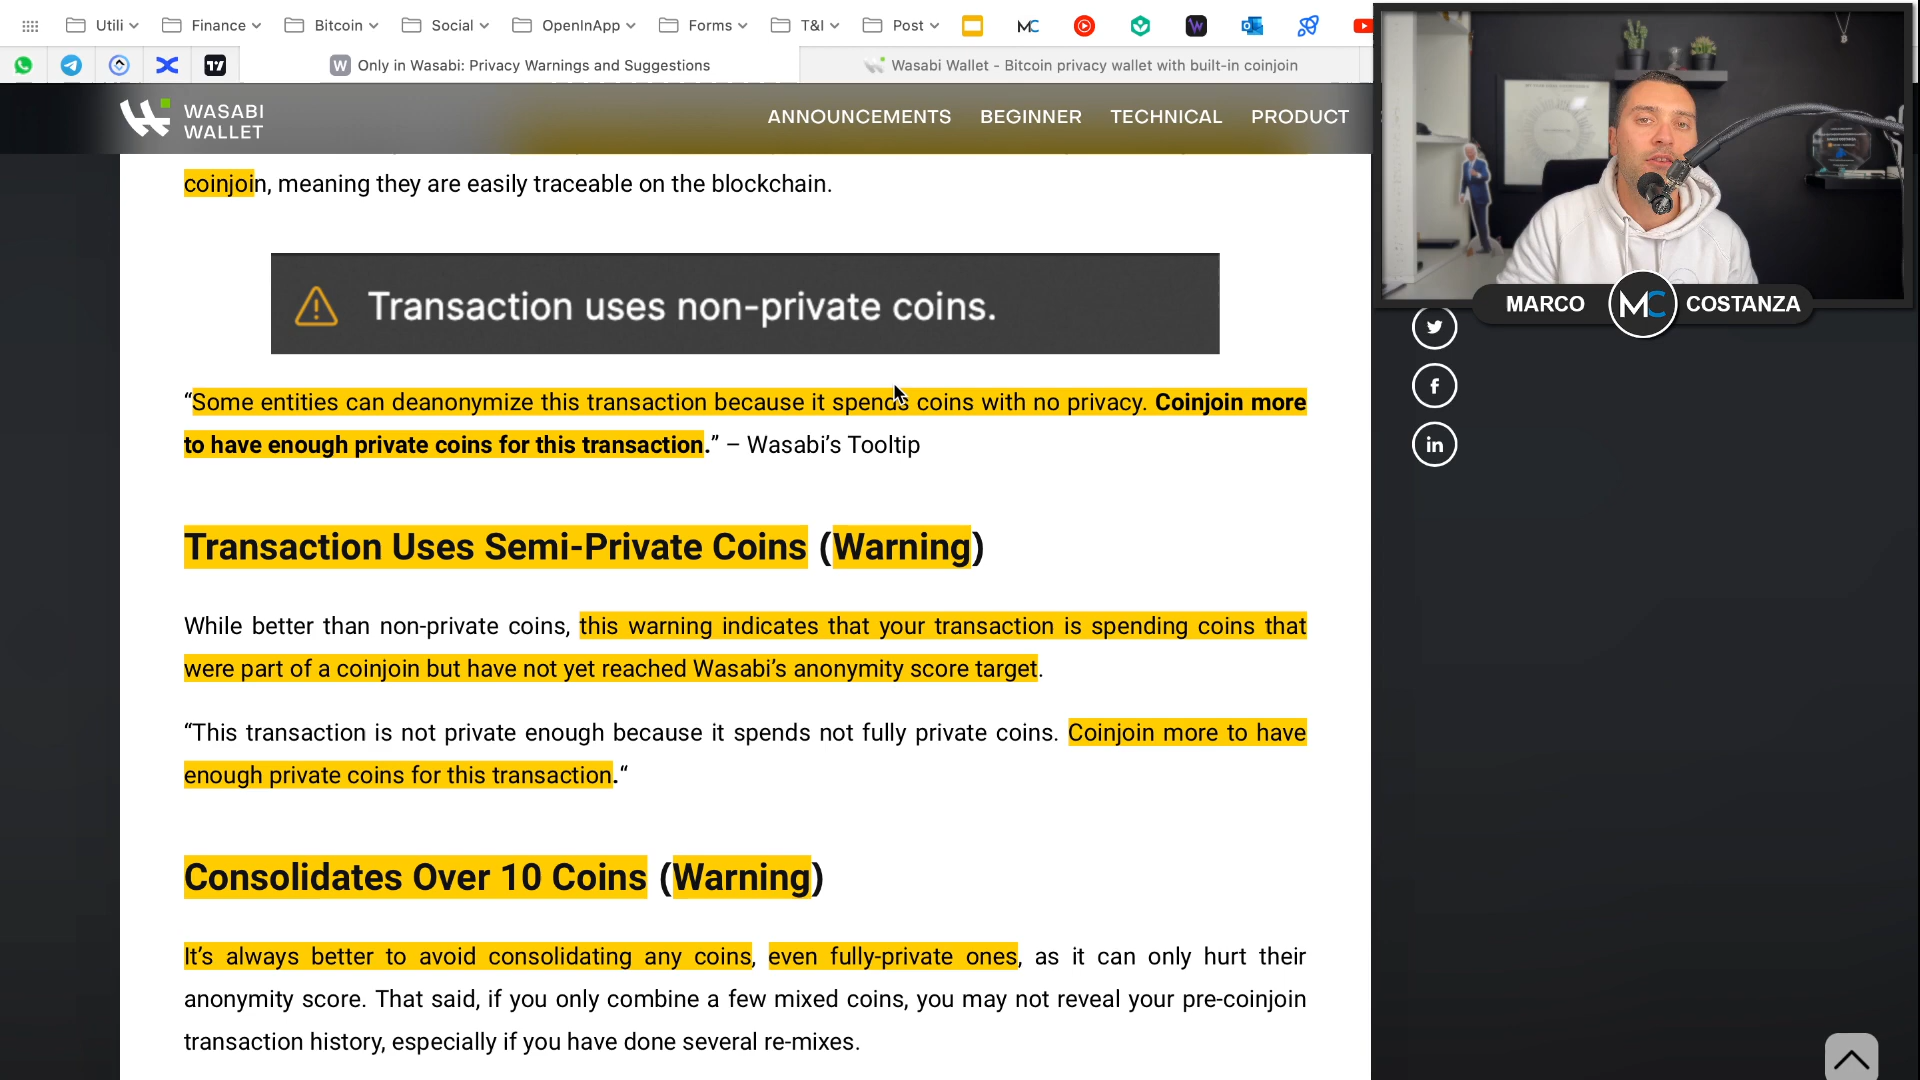 Utili
Finance
Bitcoin
Social
OpenInApp
Forms
T&I
Post
MC
Only in Wasabi: Privacy Warnings and Suggestions
Wasabi Wallet - Bitcoin privacy wallet with built-in coinjoin
WASABI
WALLET
ANNOUNCEMENTS BEGINNER TECHNICAL PRODUCT
coinjoin, meaning they are easily traceable on the blockchain.
Transaction uses non-private coins.
“Some entities can deanonymize this transaction because it spends coins with no privacy. Coinjoin more
to have enough private coins for this transaction.” – Wasabi’s Tooltip
Transaction Uses Semi-Private Coins (Warning)
While better than non-private coins, this warning indicates that your transaction is spending coins that
were part of a coinjoin but have not yet reached Wasabi’s anonymity score target.
“This transaction is not private enough because it spends not fully private coins. Coinjoin more to have
enough private coins for this transaction.“
Consolidates Over 10 Coins (Warning)
It’s always better to avoid consolidating any coins, even fully-private ones, as it can only hurt their
anonymity score. That said, if you only combine a few mixed coins, you may not reveal your pre-coinjoin
transaction history, especially if you have done several re-mixes.
MARCO MC COSTANZA